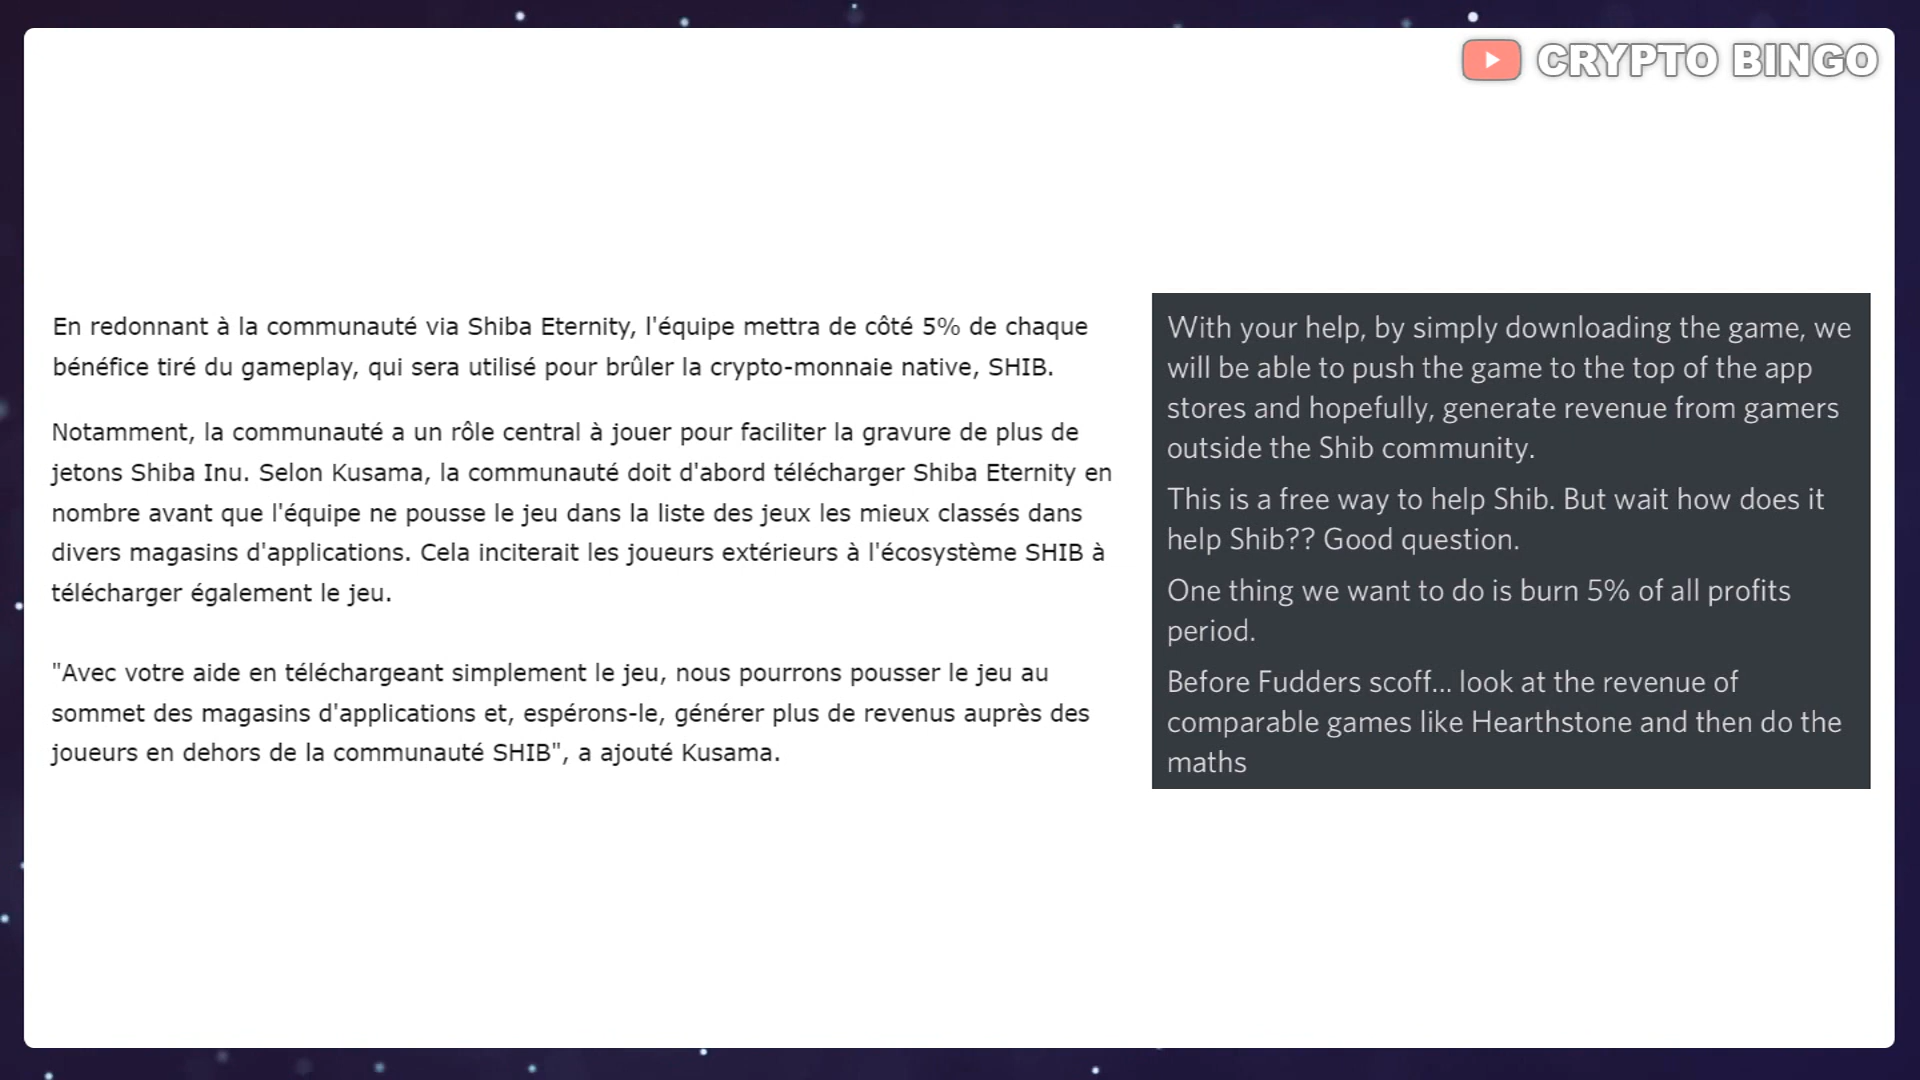 CRYPTO BINGO
En redonnant à la communauté via Shiba Eternity, l'équipe mettra de côté 5% de chaque
bénéfice tiré du gameplay, qui sera utilisé pour brûler la crypto-monnaie native, SHIB.
Notamment, la communauté a un rôle central à jouer pour faciliter la gravure de plus de
jetons Shiba Inu. Selon Kusama, la communauté doit d'abord télécharger Shiba Eternity en
nombre avant que l'équipe ne pousse le jeu dans la liste des jeux les mieux classés dans
divers magasins d'applications. Cela inciterait les joueurs extérieurs à l'écosystème SHIB à
télécharger également le jeu.
"Avec votre aide en téléchargeant simplement le jeu, nous pourrons pousser le jeu au
sommet des magasins d'applications et, espérons-le, générer plus de revenus auprès des
joueurs en dehors de la communauté SHIB", a ajouté Kusama.
With your help, by simply downloading the game, we
will be able to push the game to the top of the app
stores and hopefully, generate revenue from gamers
outside the Shib community.
This is a free way to help Shib. But wait how does it
help Shib?? Good question.
One thing we want to do is burn 5% of all profits
period.
Before Fudders scoff... look at the revenue of
comparable games like Hearthstone and then do the
maths